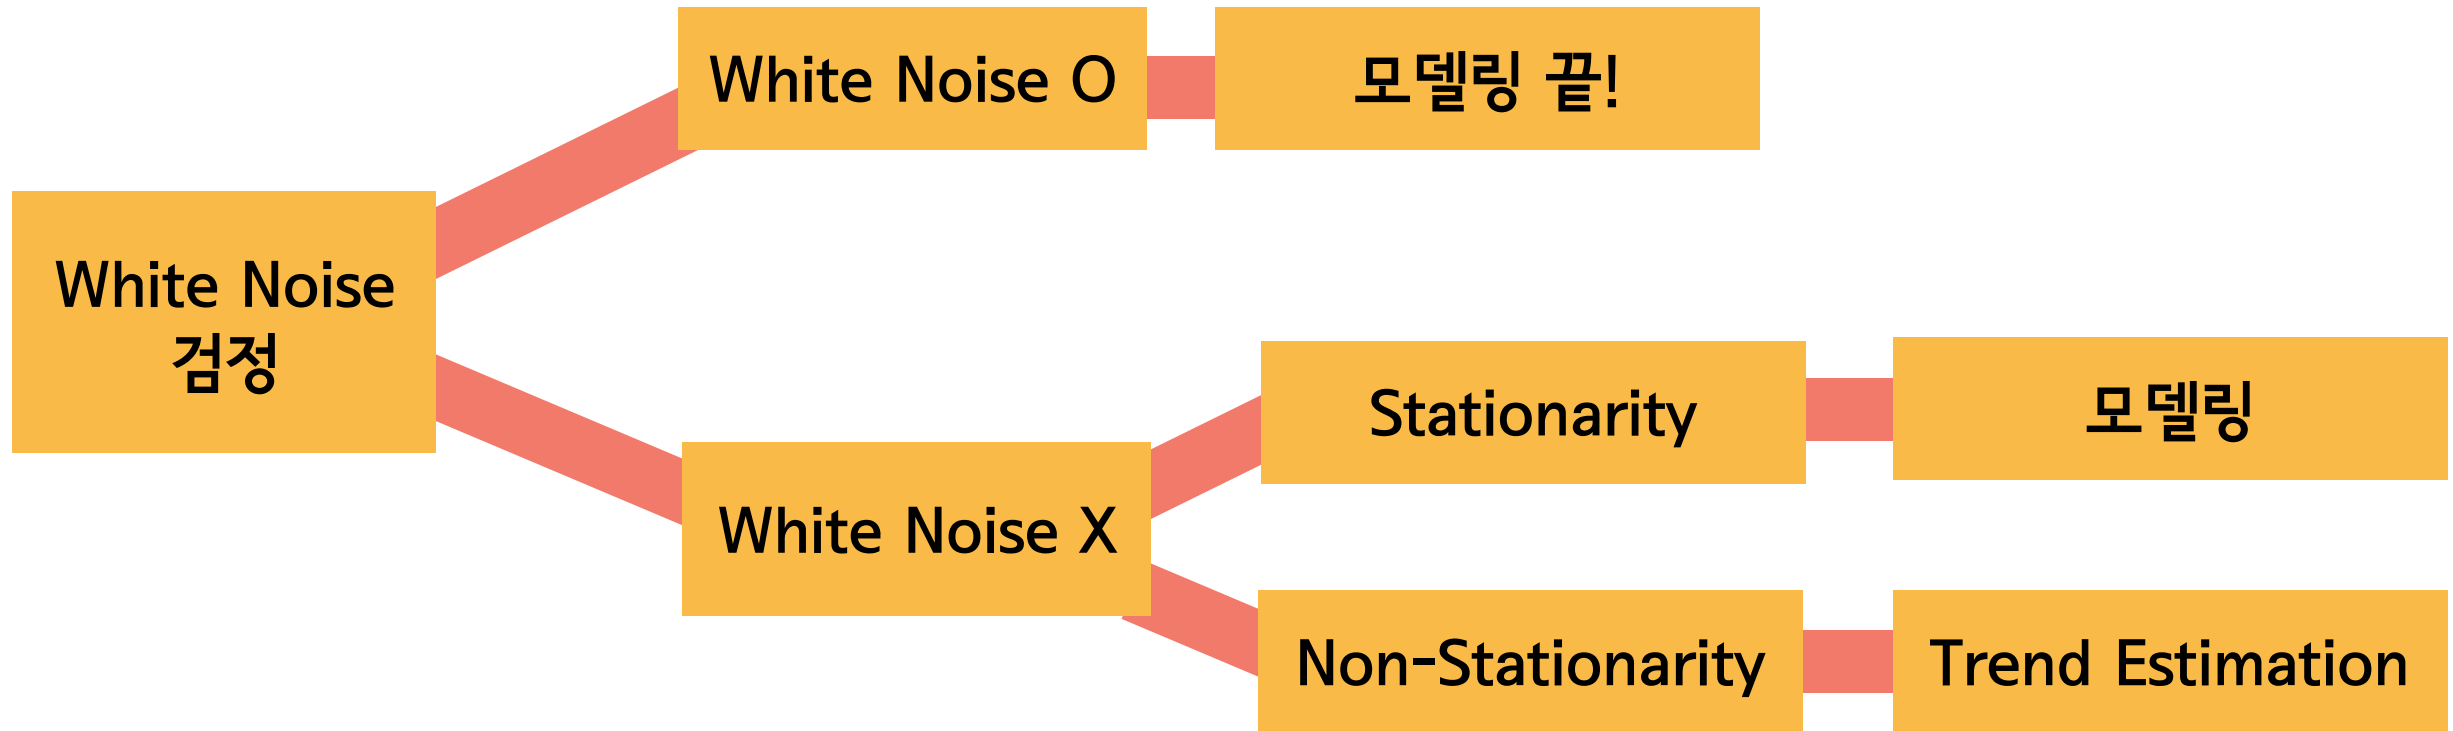 White Noise O
모델링 끝!
White Noise
검정
Stationarity
모델링
White Noise X
Non-Stationarity
Trend Estimation